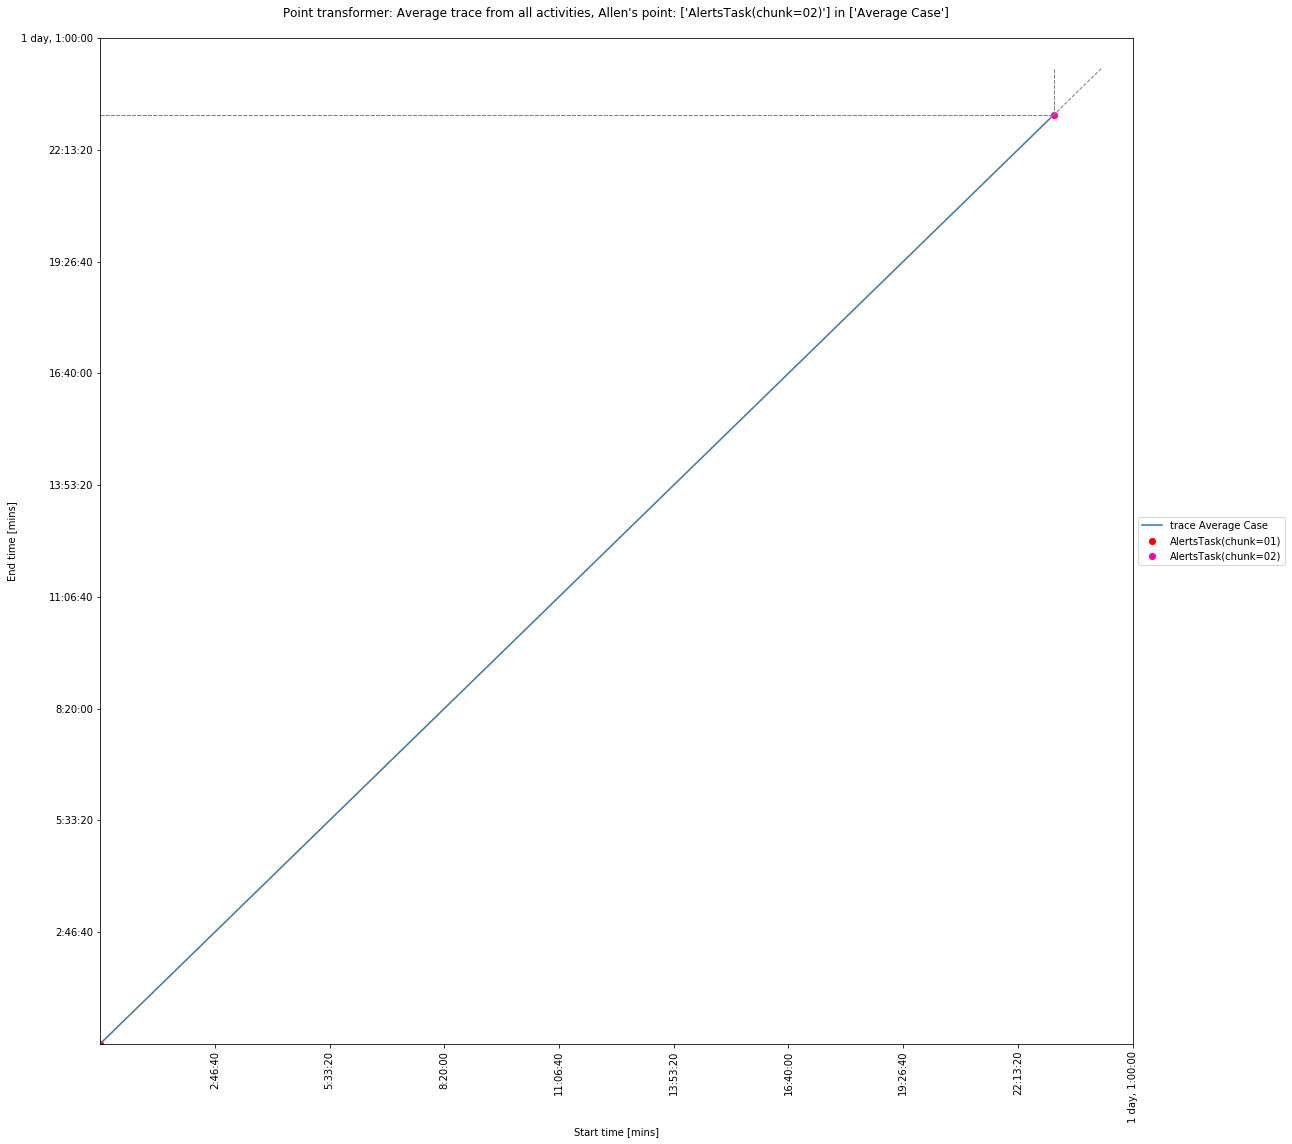 Point transformer: Average trace from all activities, Allen's point: ['AlertsTask(chunk=02)'] in ['Average Case']
1 day, 1:00:00
22:13:20
19:26:40
16:40:00
13:53:20
11:06:40
8:20:00
5:33:20
2:46:40
End time [mins]
trace Average Case
AlertsTask(chunk=01)
AlertsTask(chunk=02)
2:46:40
5:33:20
8:20:00
11:06:40
13:53:20
16:40:00
19:26:40
22:13:20
1 day, 1:00:00
Start time [mins]